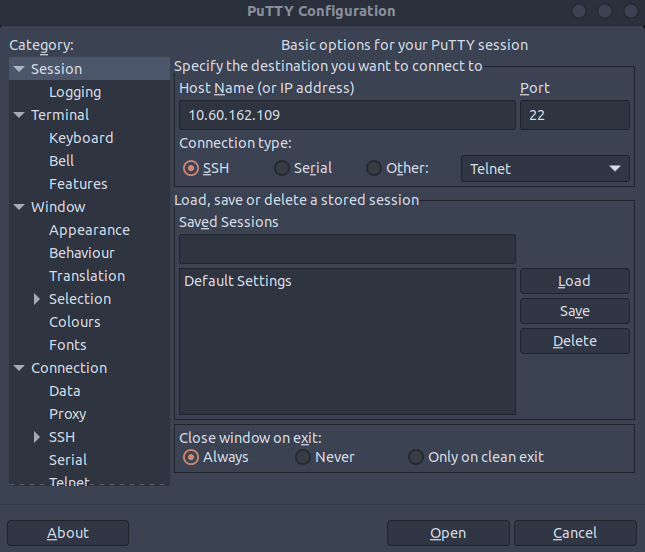 PuTTY Configuration
Category:
Session
Logging
Terminal
Keyboard
Bell
Features
Window
Appearance
Behaviour
Translation
Selection
Colours
Fonts
Connection
Data
Proxy
SSH
Serial
Telnet
Basic options for your PuTTY session
Specify the destination you want to connect to
Host Name (or IP address) Port
10.60.162.109 22
Connection type:
SSH Serial Other: Telnet
Load, save or delete a stored session
Saved Sessions
Default Settings
Load
Save
Delete
Close window on exit:
Always Never Only on clean exit
About Open Cancel